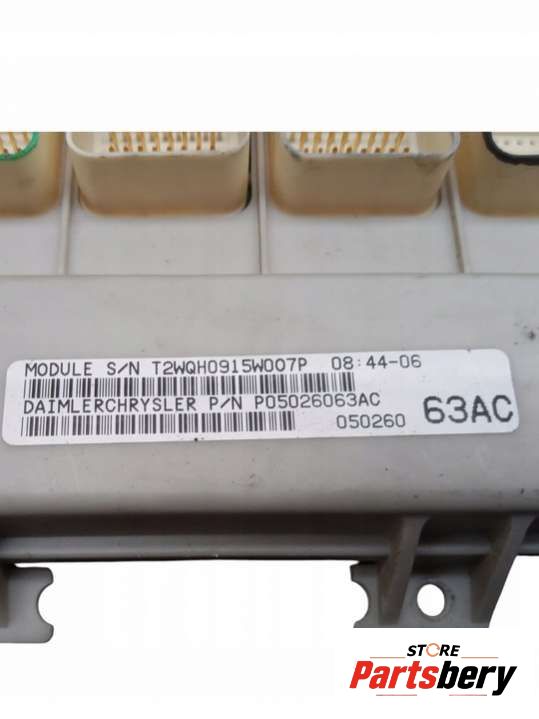 MODULE S/N T2WQH0915W007P 08:44-06
DAIMLERCHRYSLER P/N P05026063AC
050260 63AC
STORE
Partsbery